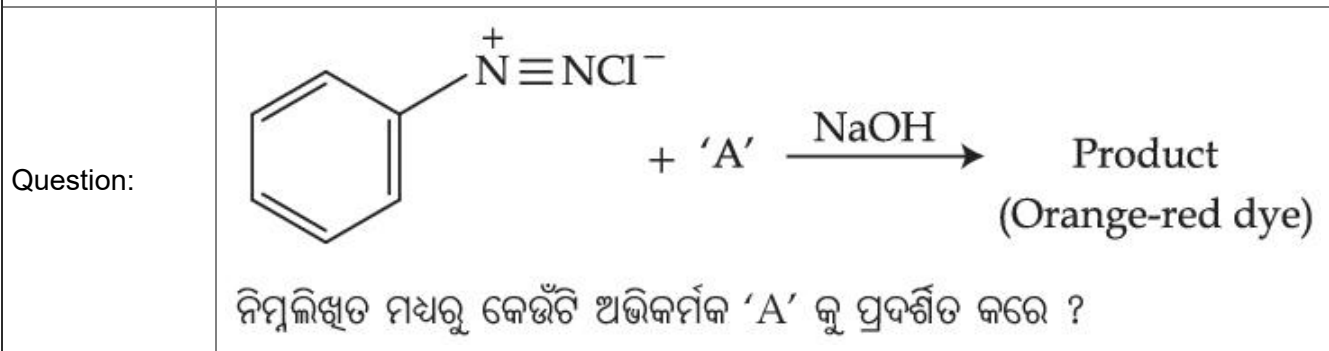 +
N≡NCl⁻
+ ‘A’ NaOH Product
Question:
(Orange-red dye)
ନିମ୍ନଲିଖିତ ମଧ୍ୟରୁ କେଉଁଟି ଅଭିକର୍ମକ ‘A’ କୁ ପ୍ରଦର୍ଶିତ କରେ ?